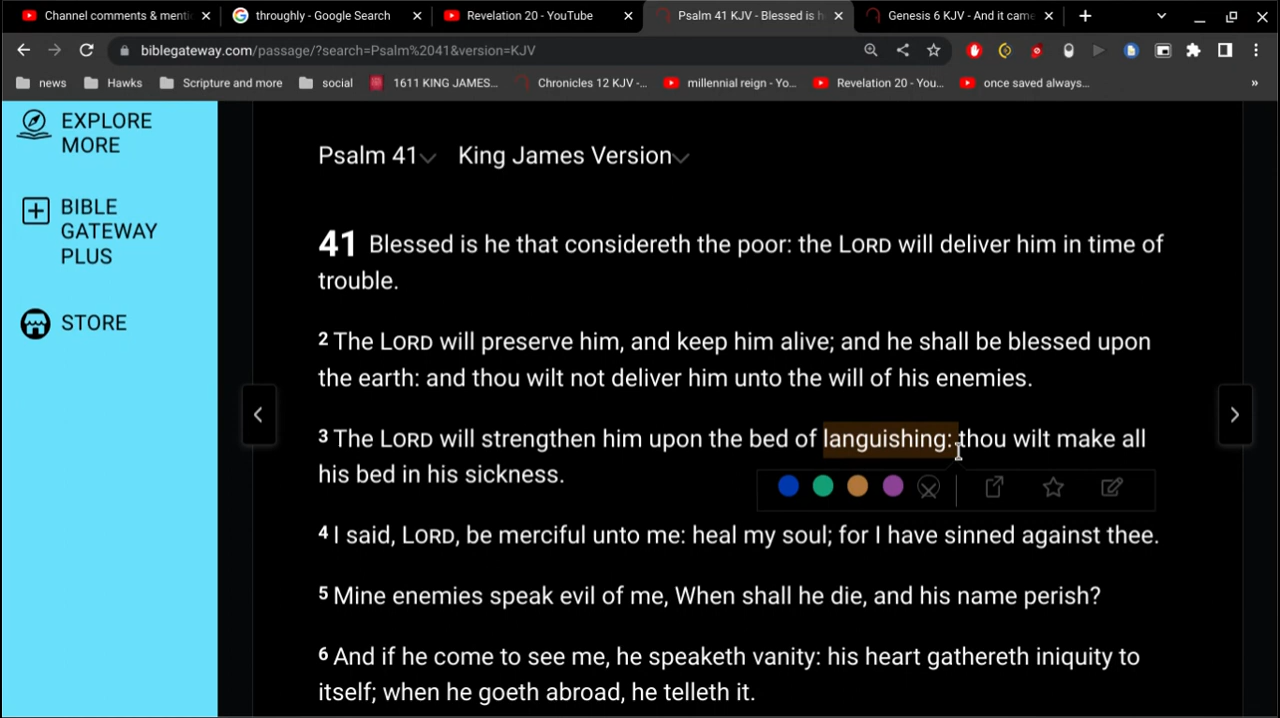 Channel comments & menti
throughly - Google Search
Revelation 20 - YouTube
Psalm 41 KJV - Blessed is h
Genesis 6 KJV - And it came
biblegateway.com/passage/?search=Psalm%2041&version=KJV
news
Hawks
Scripture and more
social
1611 KING JAMES...
Chronicles 12 KJV -...
millennial reign - Yo...
Revelation 20 - You...
once saved always...
»
EXPLORE
MORE
BIBLE
GATEWAY
PLUS
STORE
Psalm 41 King James Version
41 Blessed is he that considereth the poor: the LORD will deliver him in time of
trouble.
2 The LORD will preserve him, and keep him alive; and he shall be blessed upon
the earth: and thou wilt not deliver him unto the will of his enemies.
3 The LORD will strengthen him upon the bed of languishing: thou wilt make all
his bed in his sickness.
4 I said, LORD, be merciful unto me: heal my soul; for I have sinned against thee.
5 Mine enemies speak evil of me, When shall he die, and his name perish?
6 And if he come to see me, he speaketh vanity: his heart gathereth iniquity to
itself; when he goeth abroad, he telleth it.